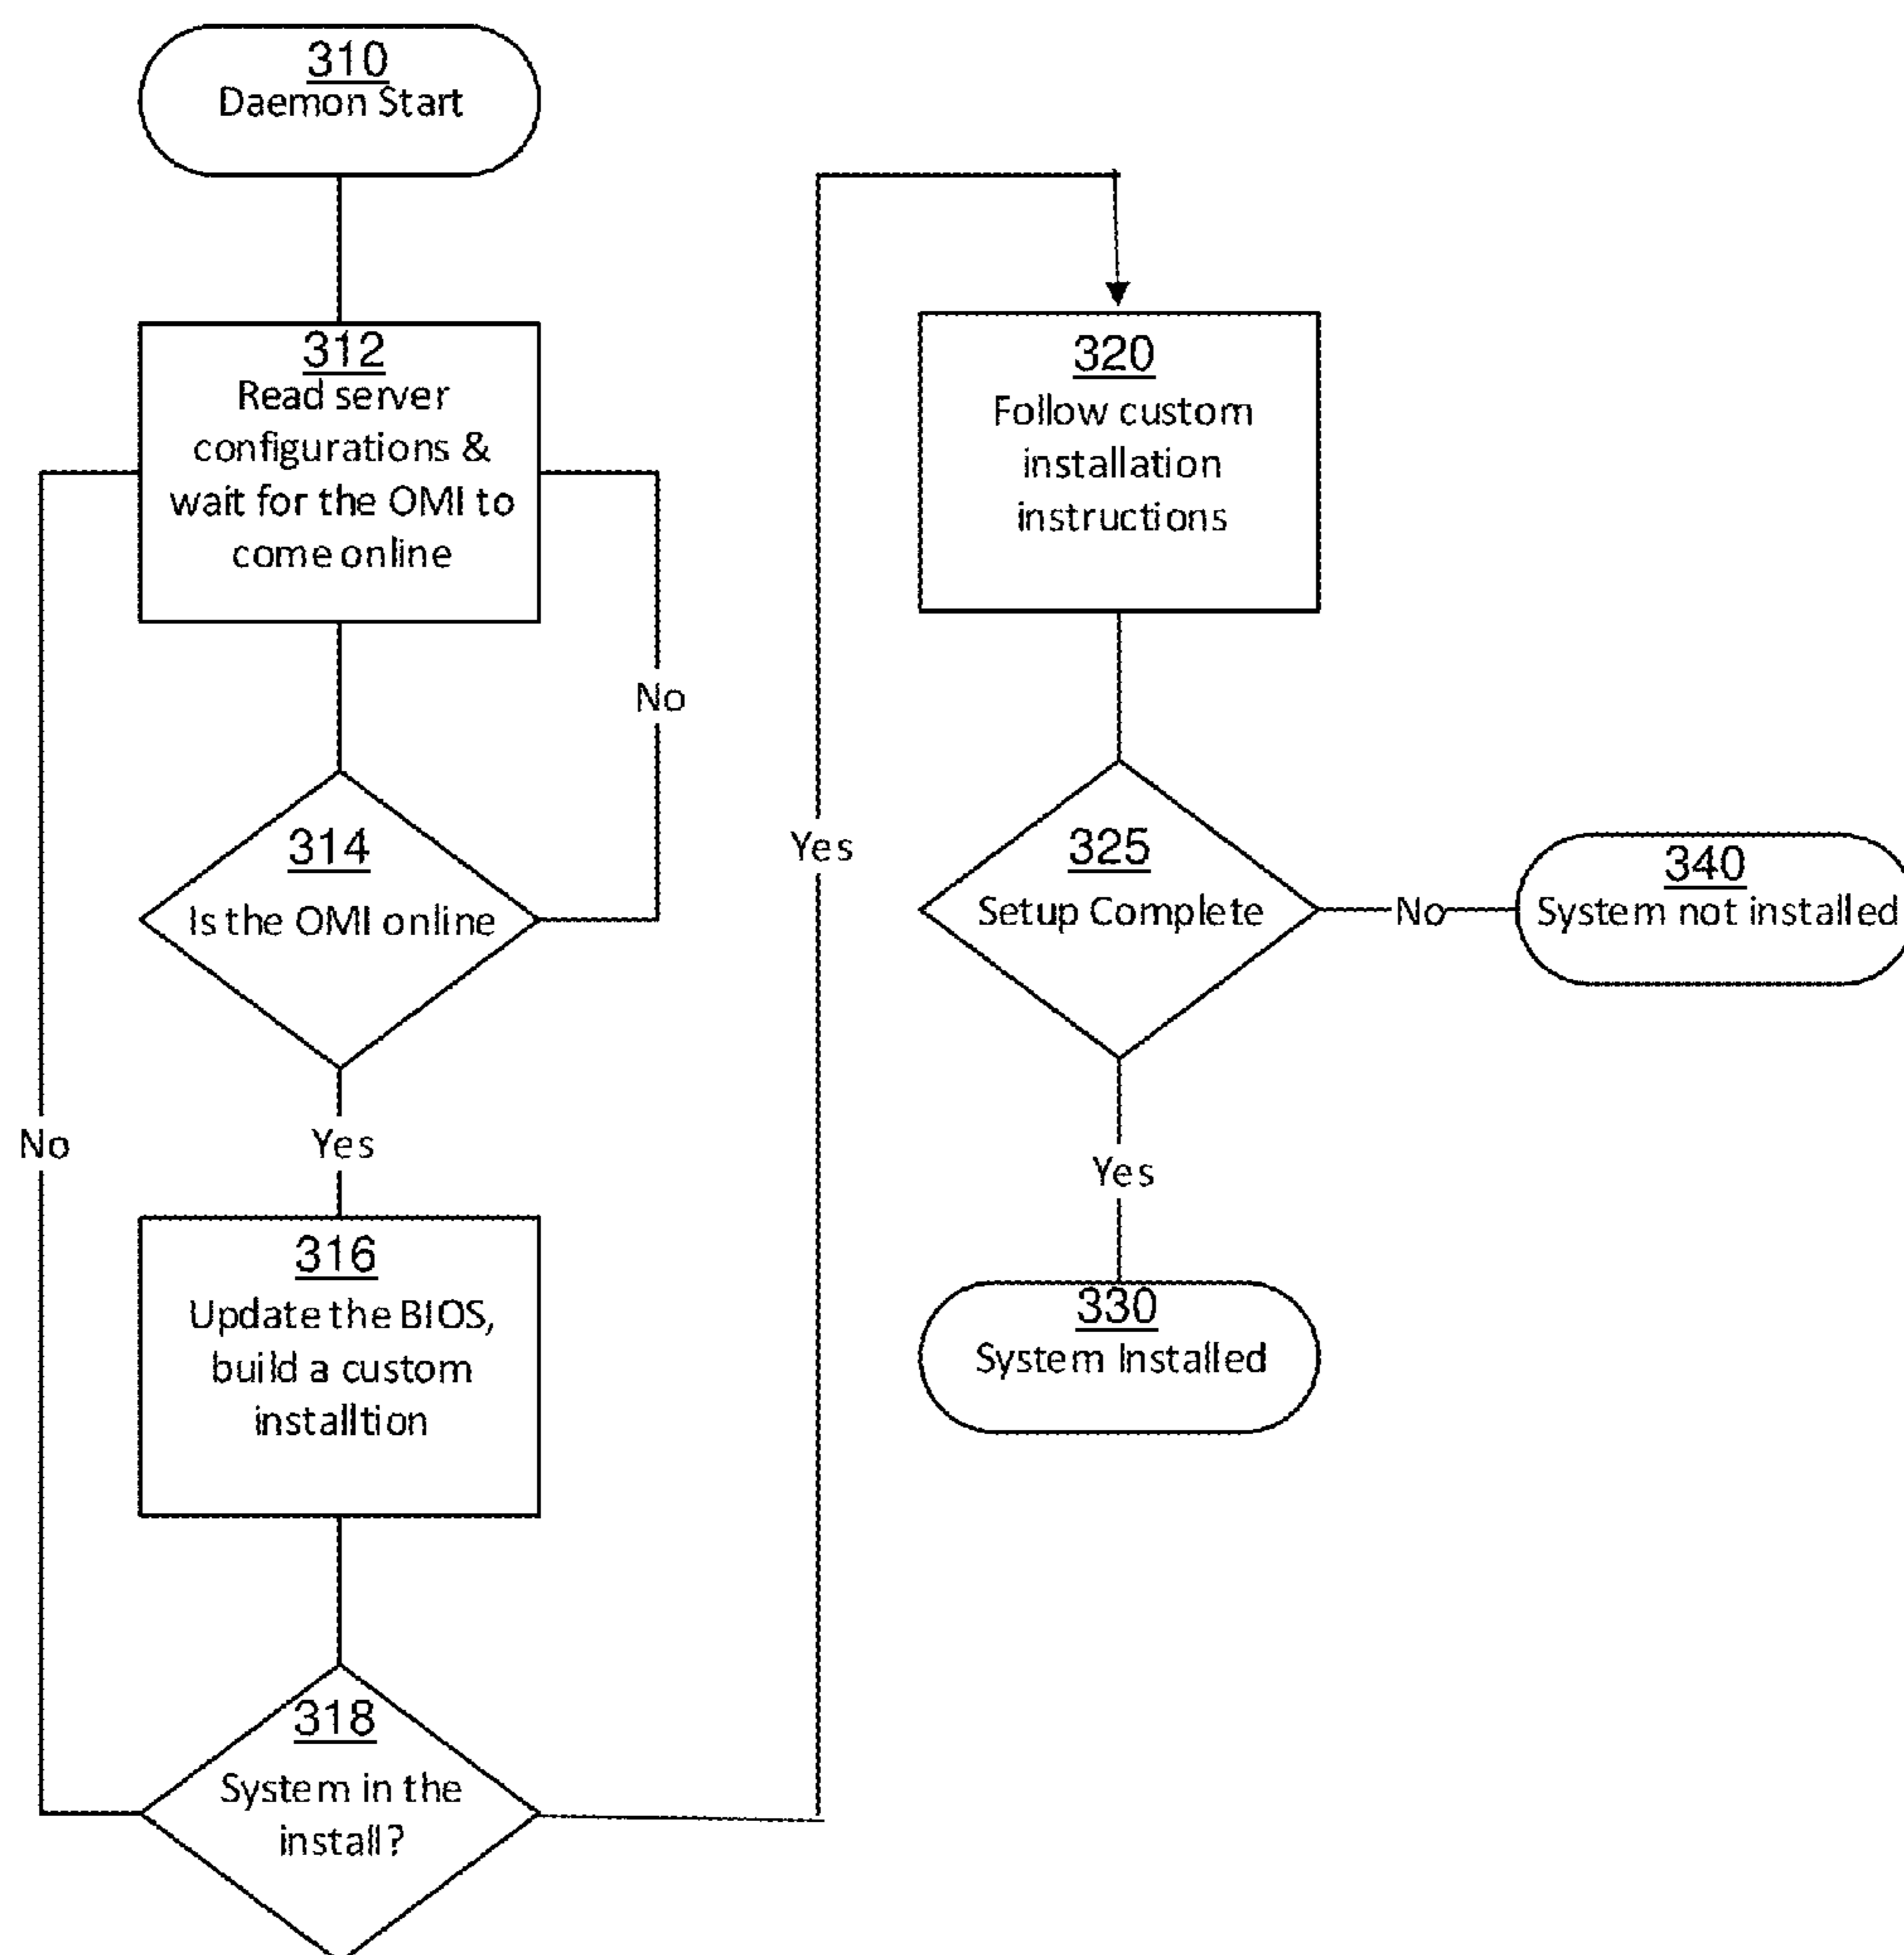 310
Daemon Start
312
Read server
configurations &
wait for the OMI to
come online
No
314
Is the OMI online
No
Yes
316
Update the BIOS,
build a custom
installtion
318
System in the
install?
Yes
320
Follow custom
installation
instructions
325
Setup Complete
No
340
System not installed
Yes
330
System Installed